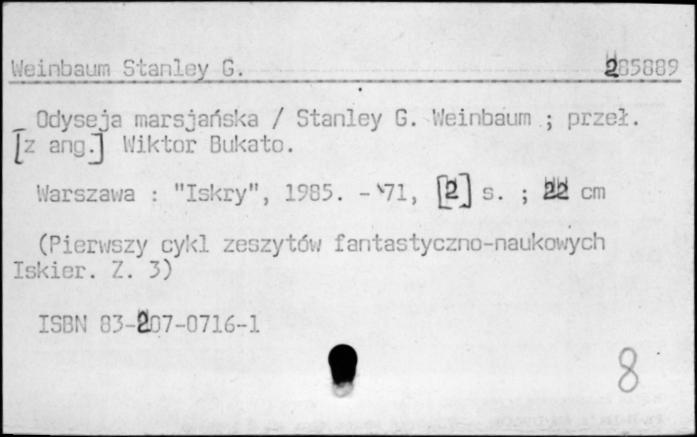 Weinbaum Stanley G. 285889
Odyseja marsjańska / Stanley G. Weinbaum ; przeł.
[z ang.] Wiktor Bukato.
Warszawa : "Iskry", 1985. - 71, [2] s. ; 22 cm
(Pierwszy cykl zeszytów fantastyczno-naukowych
Iskier. Z. 3)
ISBN 83-207-0716-1
8